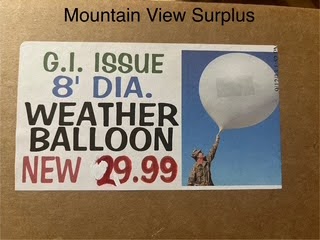 Mountain View Surplus
G.I. ISSUE
8' DIA.
WEATHER
BALLOON
NEW 29.99